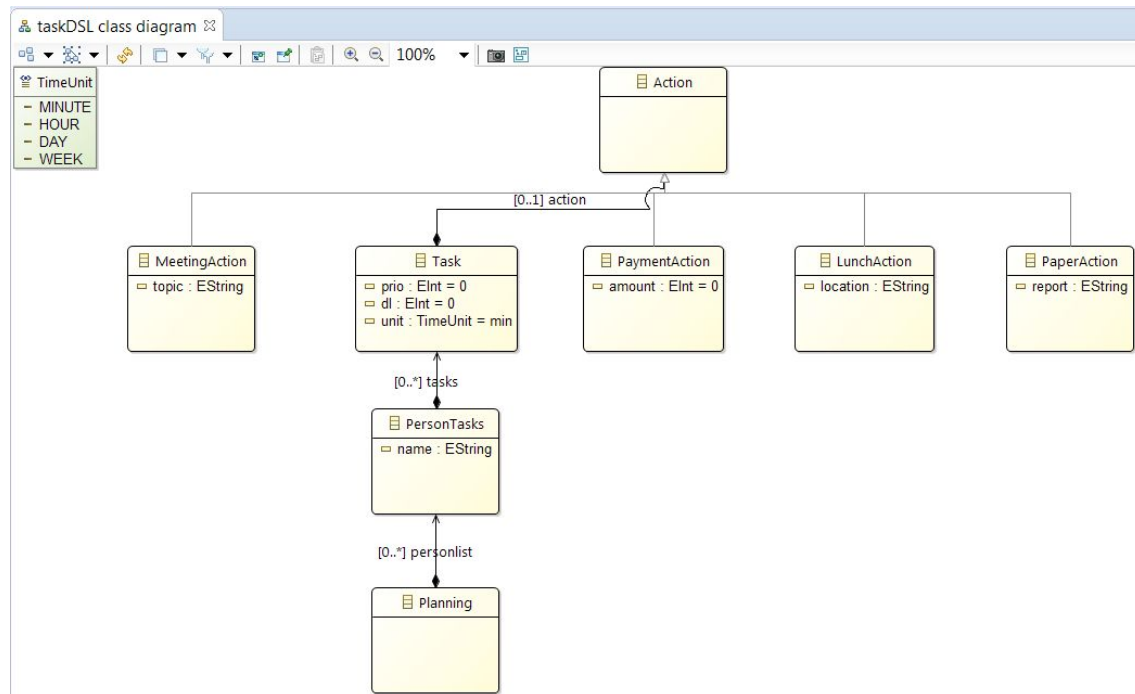 taskDSL class diagram
100%
TimeUnit
MINUTE
HOUR
DAY
WEEK
Action
[0..1] action
MeetingAction
topic : EString
Task
prio : EInt = 0
dl : EInt = 0
unit : TimeUnit = min
PaymentAction
amount : EInt = 0
LunchAction
location : EString
PaperAction
report : EString
[0..*] tasks
PersonTasks
name : EString
[0..*] personlist
Planning